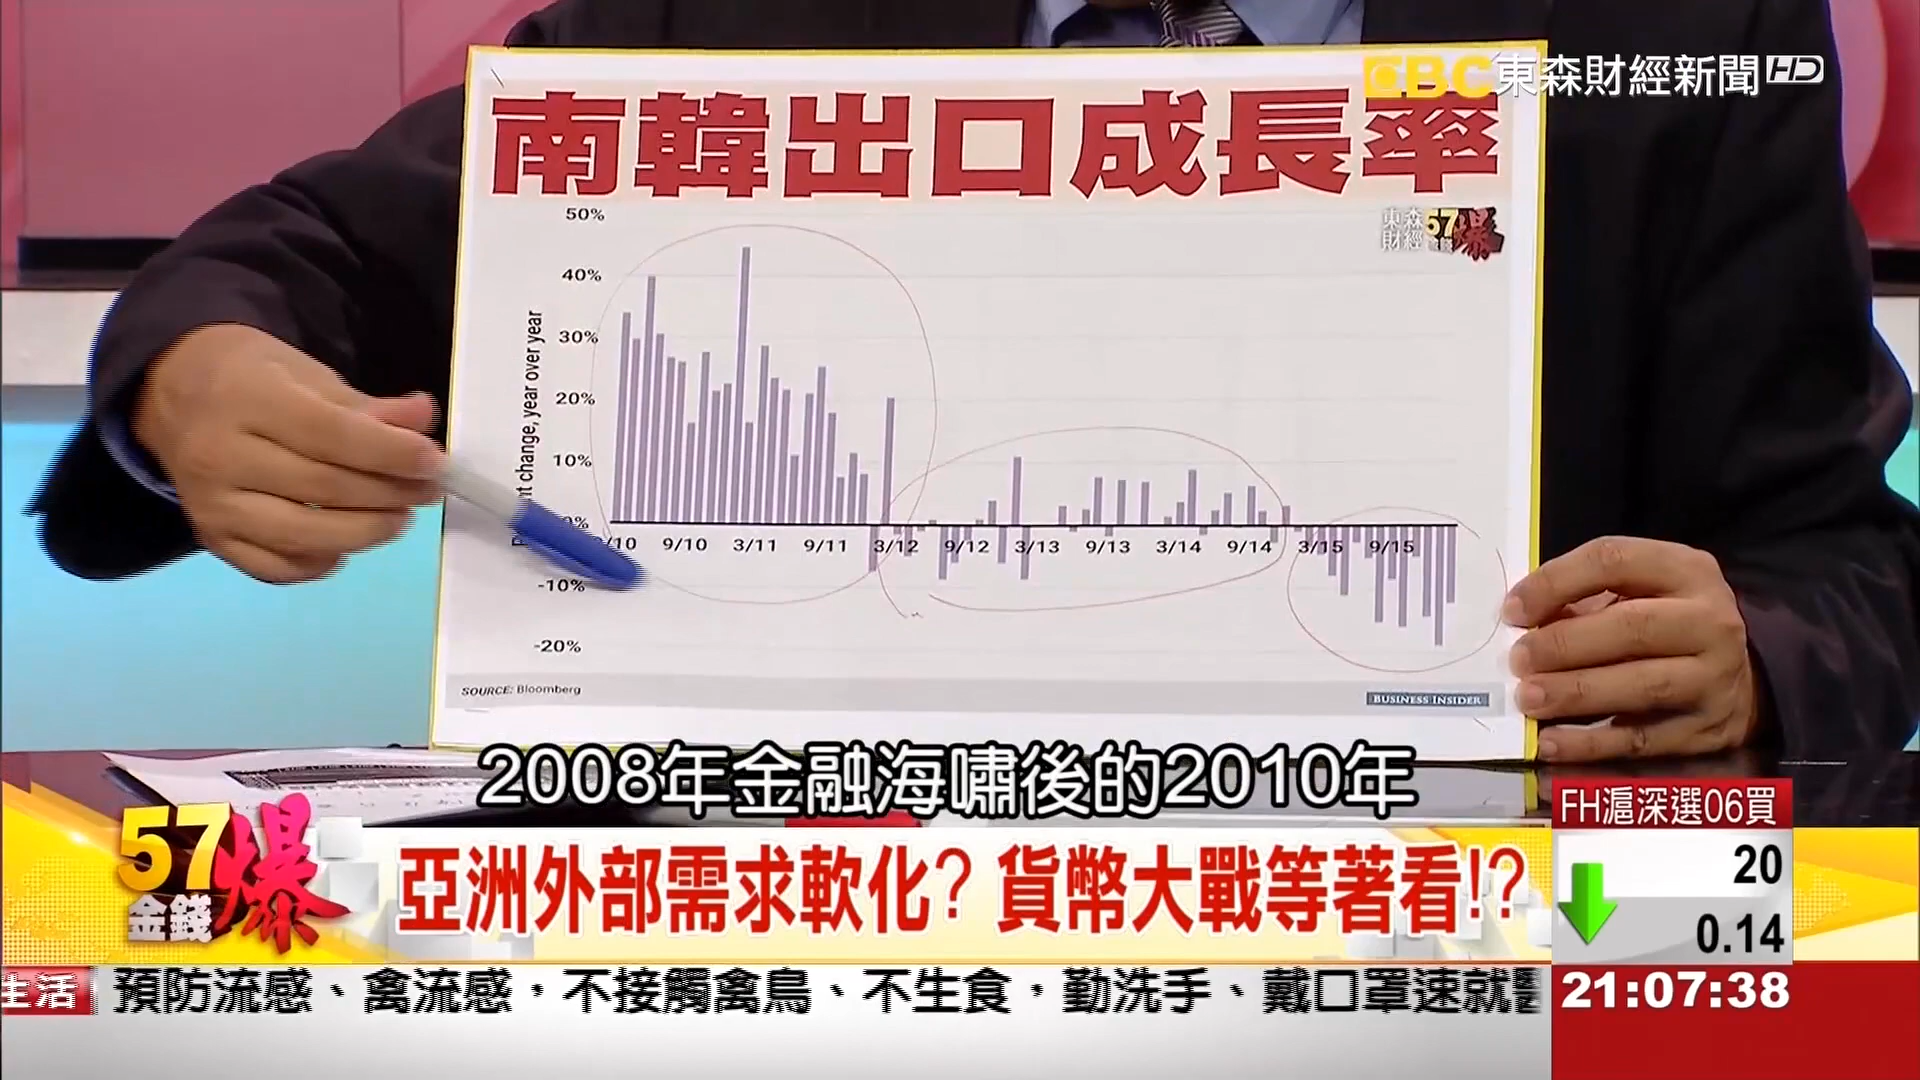 EBC東森財經新聞HD
南韓出口成長率
東森財經 57 爆
50%
40%
30%
20%
10%
-10%
-20%
change, year over year
9/10
3/11
9/11
3/12
9/12
3/13
9/13
3/14
9/14
3/15
9/15
SOURCE: Bloomberg
BUSINESS INSIDER
2008年金融海嘯後的2010年
57金錢爆
亞洲外部需求軟化? 貨幣大戰等著看!?
FH滬深選06買
20
0.14
生活
預防流感、禽流感，不接觸禽鳥、不生食，勤洗手、戴口罩速就醫
21:07:38